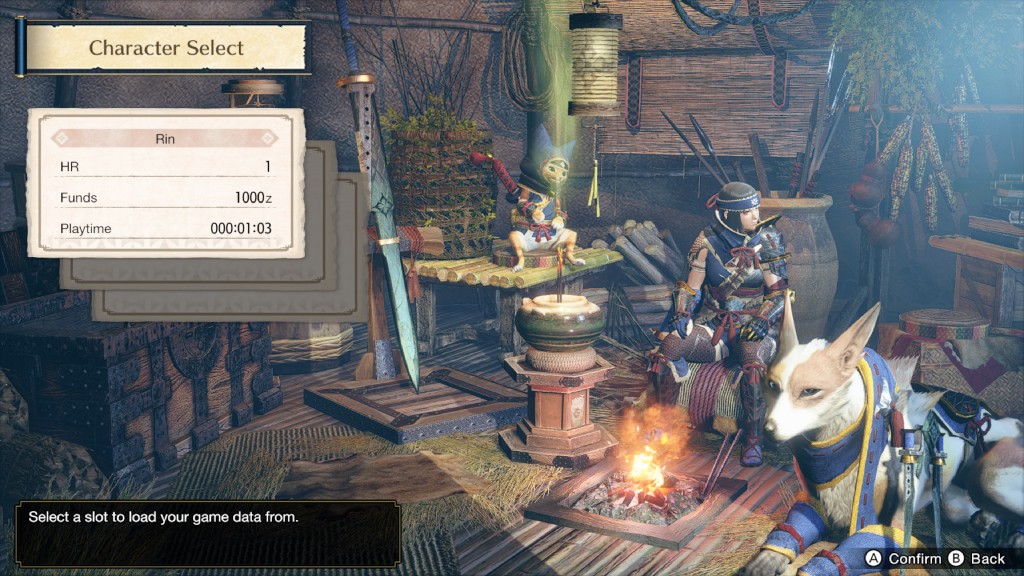 Character Select
Rin
HR 1
Funds 1000z
Playtime 000:01:03
Select a slot to load your game data from.
A Confirm B Back